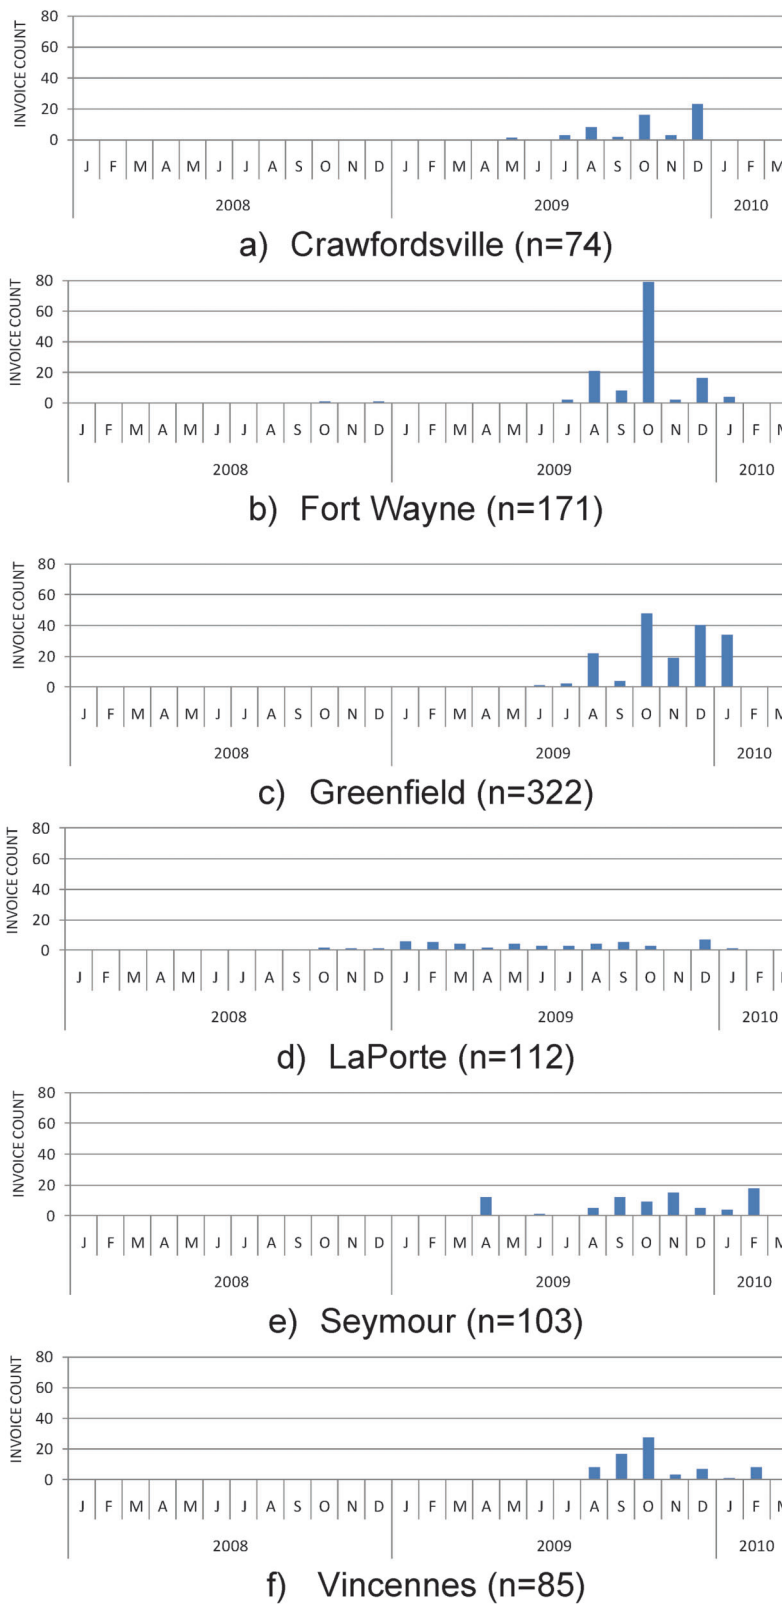 80
60
40
20
0
INVOICE COUNT
J F M A M J J A S O N D J F M A M J J A S O N D J F M
2008 2009 2010
a) Crawfordsville (n=74)
80
60
40
20
0
INVOICE COUNT
J F M A M J J A S O N D J F M A M J J A S O N D J F M
2008 2009 2010
b) Fort Wayne (n=171)
80
60
40
20
0
INVOICE COUNT
J F M A M J J A S O N D J F M A M J J A S O N D J F M
2008 2009 2010
c) Greenfield (n=322)
80
60
40
20
0
INVOICE COUNT
J F M A M J J A S O N D J F M A M J J A S O N D J F
2008 2009 2010
d) LaPorte (n=112)
80
60
40
20
0
INVOICE COUNT
J F M A M J J A S O N D J F M A M J J A S O N D J F M
2008 2009 2010
e) Seymour (n=103)
80
60
40
20
0
INVOICE COUNT
J F M A M J J A S O N D J F M A M J J A S O N D J F M
2008 2009 2010
f) Vincennes (n=85)